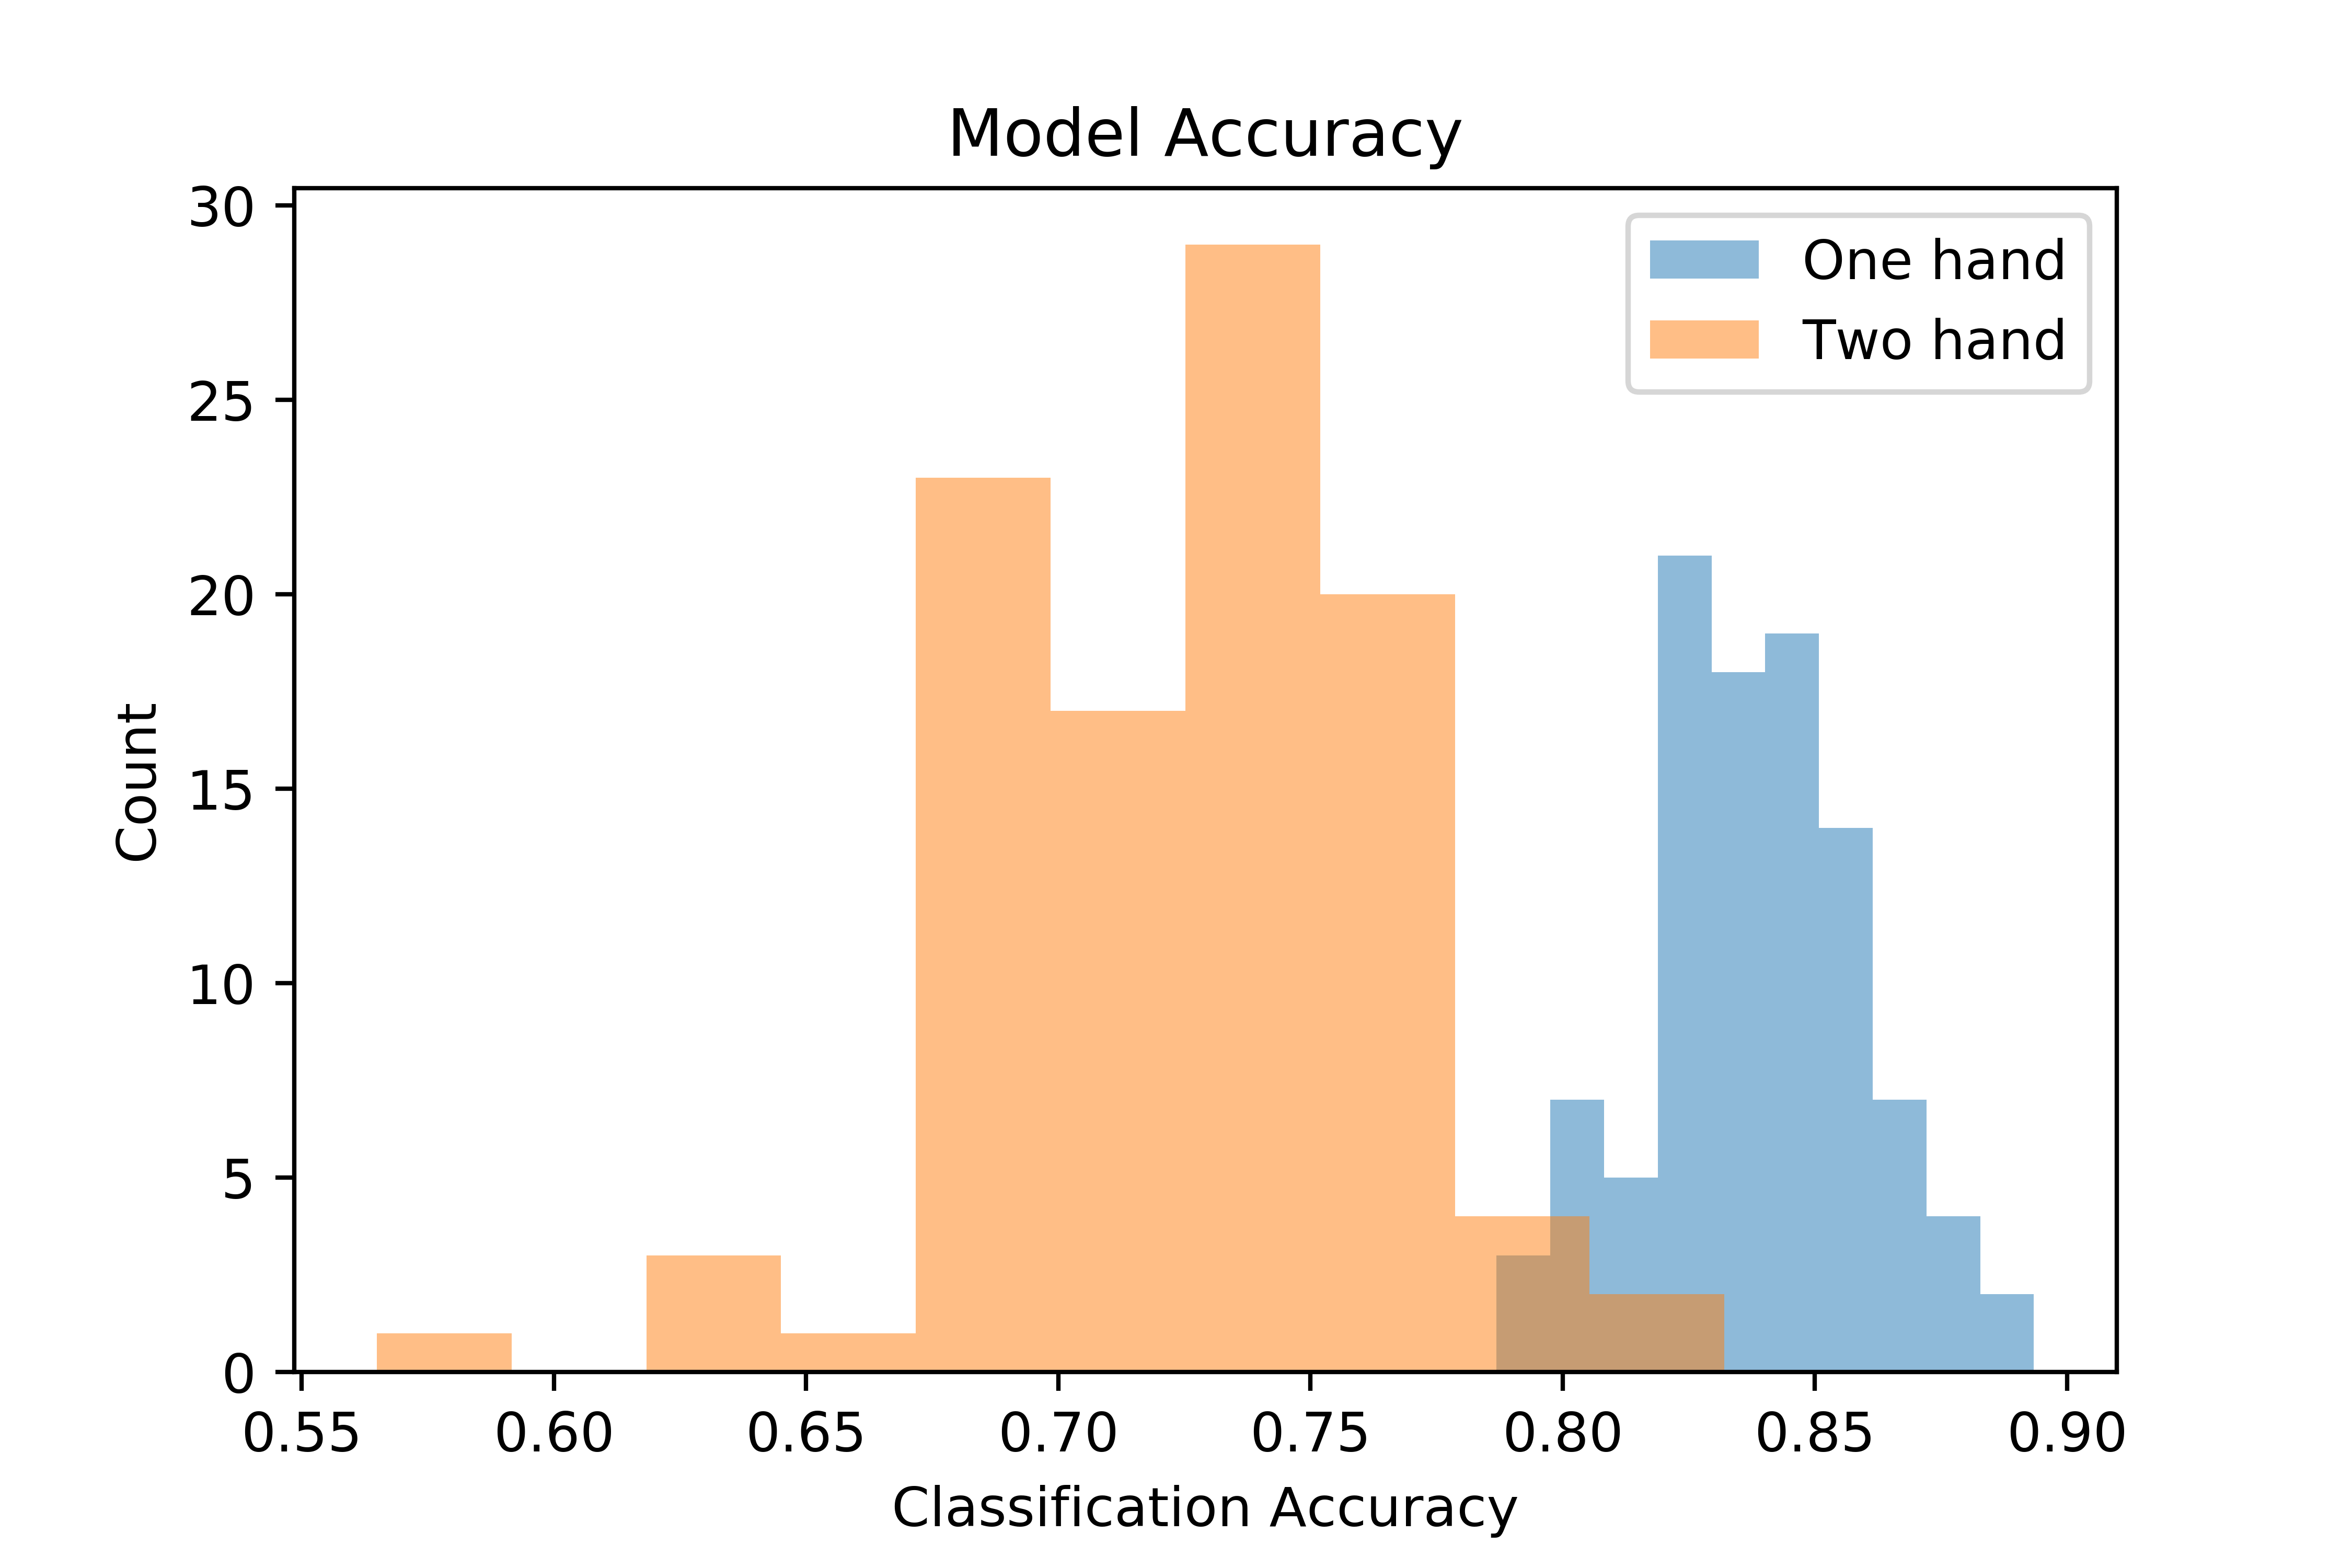 Model Accuracy
One hand
Two hand
30
25
20
15
10
5
0
Count
0.55 0.60 0.65 0.70 0.75 0.80 0.85 0.90
Classification Accuracy